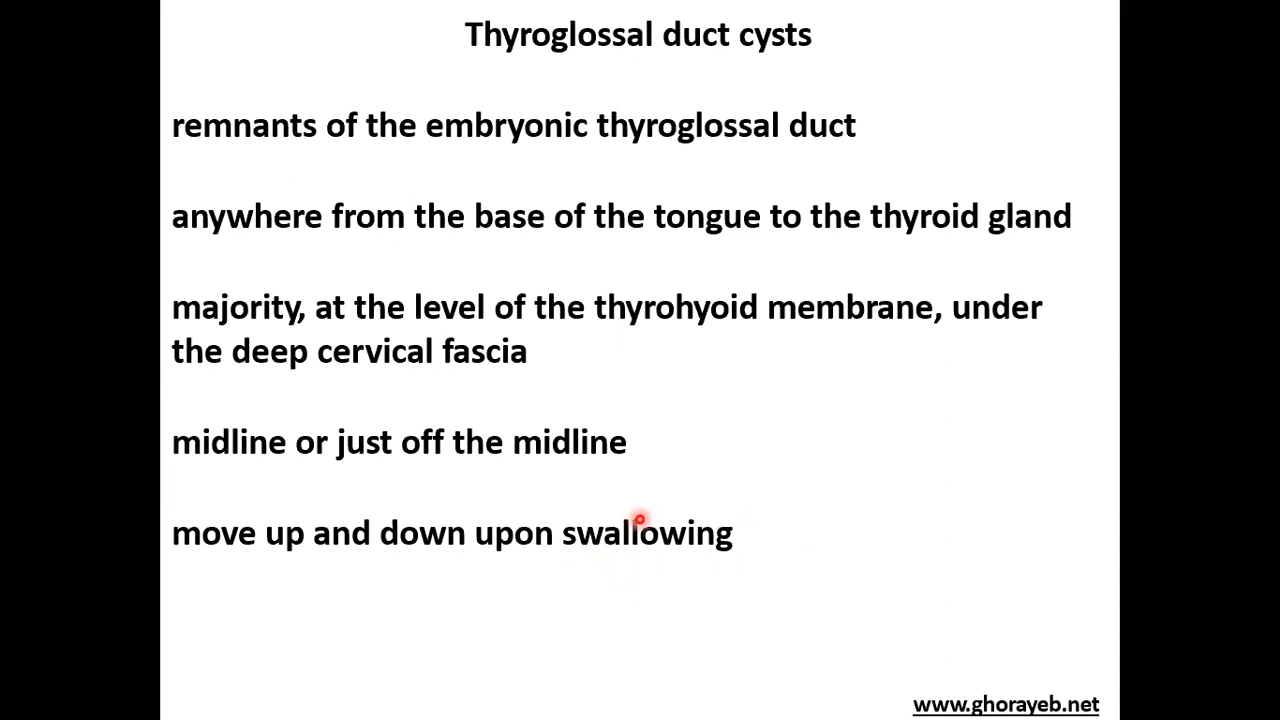 Thyroglossal duct cysts
remnants of the embryonic thyroglossal duct
anywhere from the base of the tongue to the thyroid gland
majority, at the level of the thyrohyoid membrane, under
the deep cervical fascia
midline or just off the midline
move up and down upon swallowing
www.ghorayeb.net